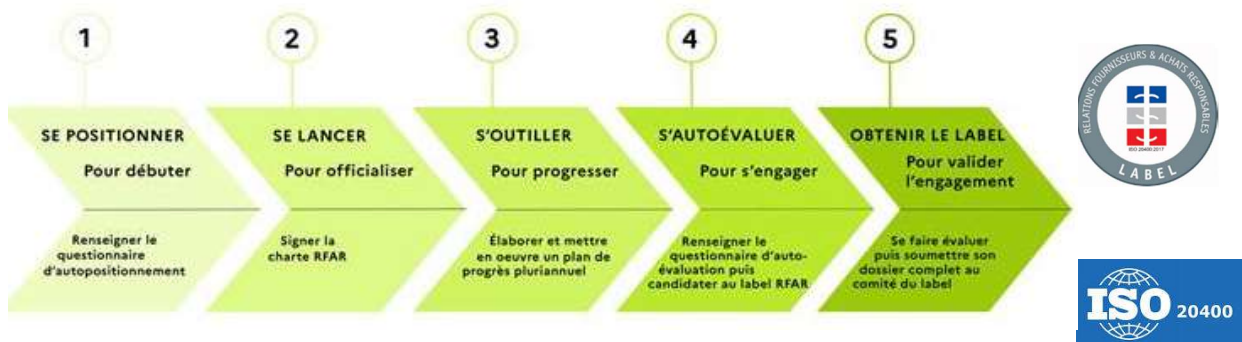 1
2
3
4
5
SE POSITIONNER
Pour débuter
Renseigner le
questionnaire
d'autopositionnement
SE LANCER
Pour officialiser
Signer la
charte RFAR
S'OUTILLER
Pour progresser
Élaborer et mettre
en oeuvre un plan de
progrès pluriannuel
S'AUTOÉVALUER
Pour s'engager
Renseigner le
questionnaire d'auto-
évaluation puis
candidater au label RFAR
OBTENIR LE LABEL
Pour valider
l'engagement
Se faire évaluer
puis soumettre son
dossier complet au
comité du label
RELATIONS FOURNISSEURS & ACHATS RESPONSABLES
ISO 20400:2017
LABEL
ISO 20400